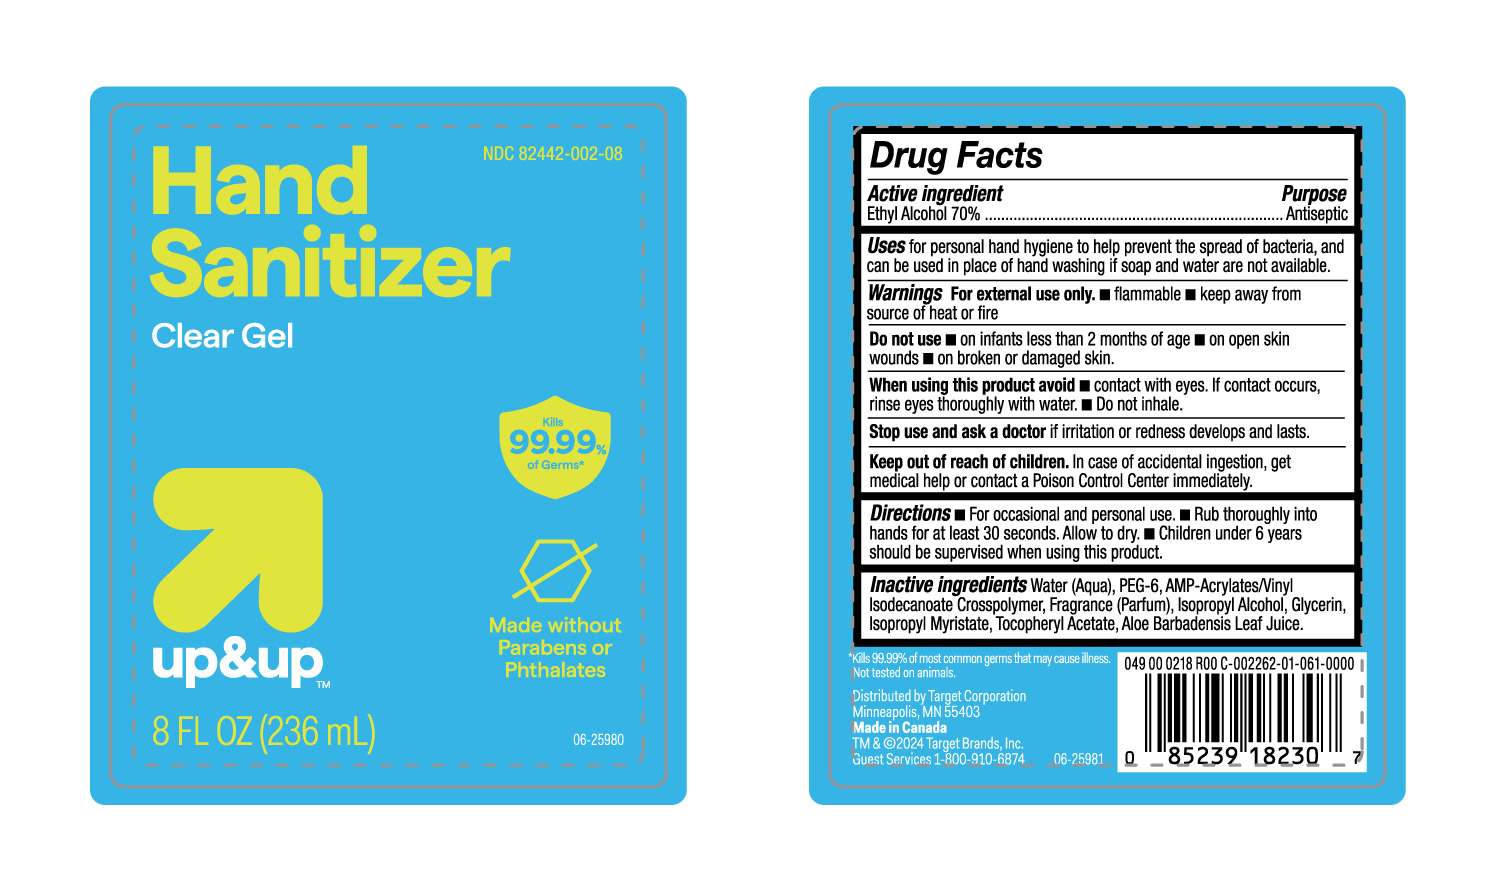 Hand
Sanitizer
NDC 82442-002-08
Clear Gel
Kills
99.99%
of Germs*
Made without
Parabens or
Phthalates
up&up™
8 FL OZ (236 mL)
06-25980
Drug Facts
Active ingredient Purpose
Ethyl Alcohol 70% ........................................................................ Antiseptic
Uses for personal hand hygiene to help prevent the spread of bacteria, and
can be used in place of hand washing if soap and water are not available.
Warnings For external use only. ■ flammable ■ keep away from
source of heat or fire
Do not use ■ on infants less than 2 months of age ■ on open skin
wounds ■ on broken or damaged skin.
When using this product avoid ■ contact with eyes. If contact occurs,
rinse eyes thoroughly with water. ■ Do not inhale.
Stop use and ask a doctor if irritation or redness develops and lasts.
Keep out of reach of children. In case of accidental ingestion, get
medical help or contact a Poison Control Center immediately.
Directions ■ For occasional and personal use. ■ Rub thoroughly into
hands for at least 30 seconds. Allow to dry. ■ Children under 6 years
should be supervised when using this product.
Inactive ingredients Water (Aqua), PEG-6, AMP-Acrylates/Vinyl
Isodecanoate Crosspolymer, Fragrance (Parfum), Isopropyl Alcohol, Glycerin,
Isopropyl Myristate, Tocopheryl Acetate, Aloe Barbadensis Leaf Juice.
*Kills 99.99% of most common germs that may cause illness.
Not tested on animals.
Distributed by Target Corporation
Minneapolis, MN 55403
Made in Canada
TM & ©2024 Target Brands, Inc.
Guest Services 1-800-910-6874
06-25981
049 00 0218 R00 C-002262-01-061-0000
0 85239 18230 7